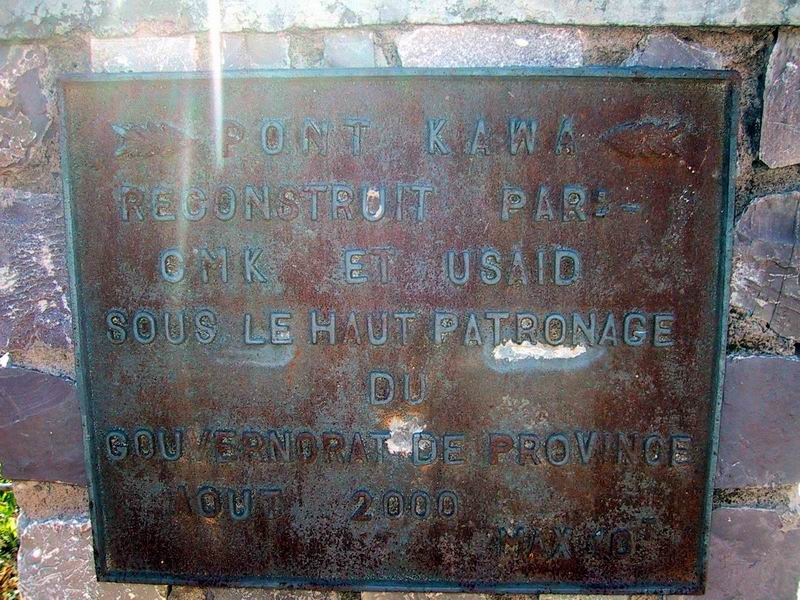 PONT KAWA
RECONSTRUIT PAR:-
CMK ET USAID
SOUS LE HAUT PATRONAGE
DU
GOUVERNORAT DE PROVINCE
AOUT 2000
MAX 10T